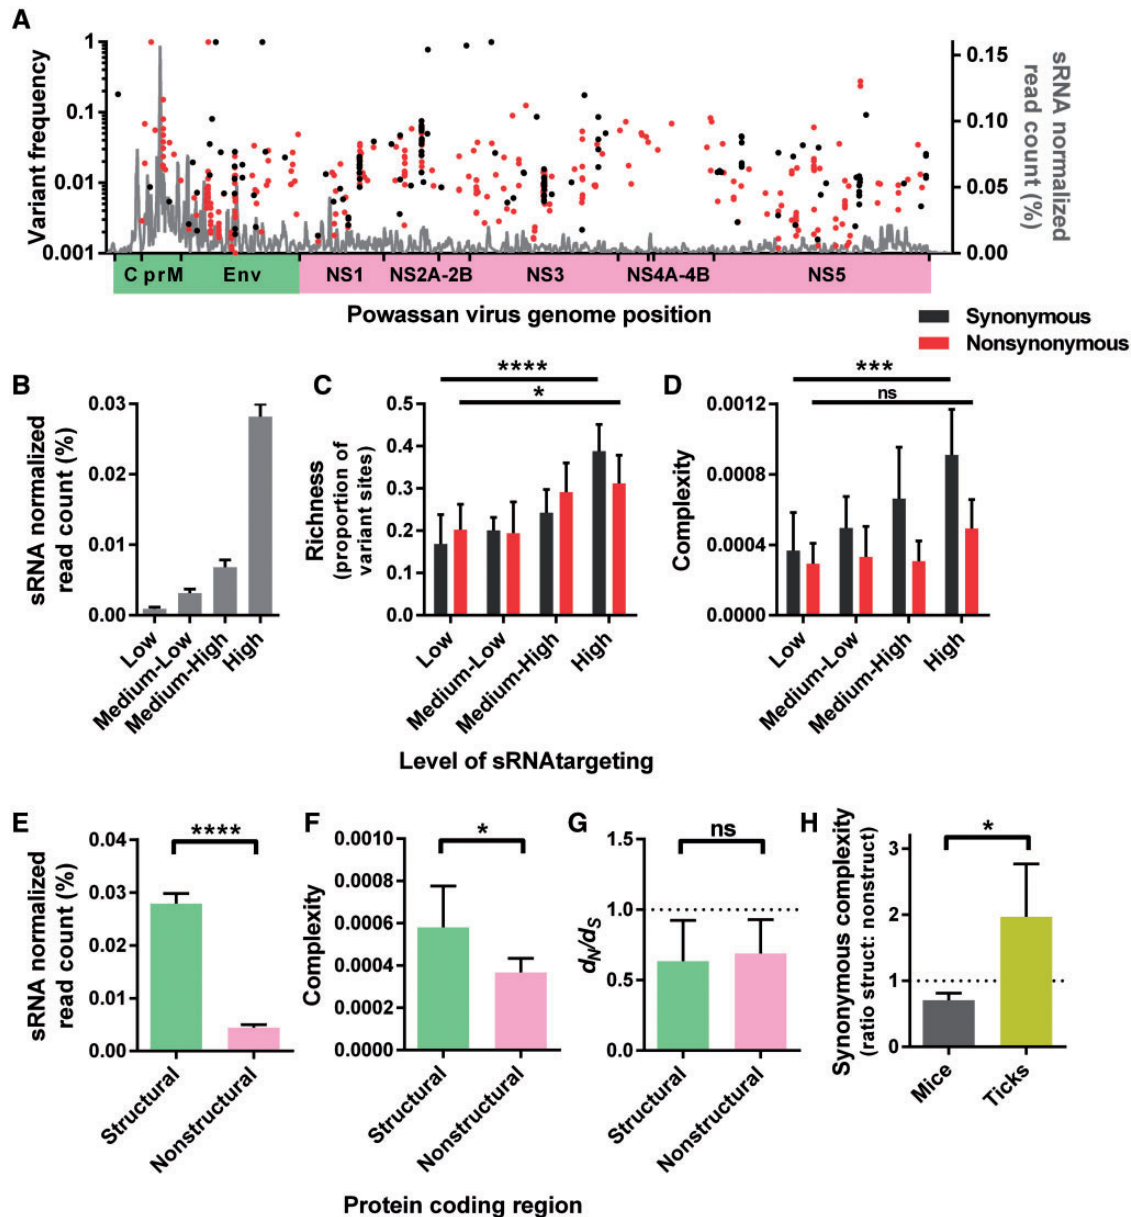 A
1
0.1
0.01
0.001
Variant frequency
0.15
0.10
0.05
0.00
sRNA normalized
read count (%)
C prM Env NS1 NS2A-2B NS3 NS4A-4B NS5
Powassan virus genome position
Synonymous
Nonsynonymous
B
sRNA normalized
read count (%)
0.03
0.02
0.01
0.00
Low
Medium-Low
Medium-High
High
C
Richness
(proportion of
variant sites)
0.5
0.4
0.3
0.2
0.1
0.0
****
*
Low
Medium-Low
Medium-High
High
D
Complexity
0.0012
0.0008
0.0004
0.0000
***
ns
Low
Medium-Low
Medium-High
High
Level of sRNAtargeting
E
sRNA normalized
read count (%)
0.04
0.03
0.02
0.01
0.00
****
Structural
Nonstructural
F
Complexity
0.0010
0.0008
0.0006
0.0004
0.0002
0.0000
*
Structural
Nonstructural
G
dN/dS
1.5
1.0
0.5
0.0
ns
Structural
Nonstructural
H
Synonymous complexity
(ratio struct: nonstruct)
3
2
1
0
*
Mice
Ticks
Protein coding region